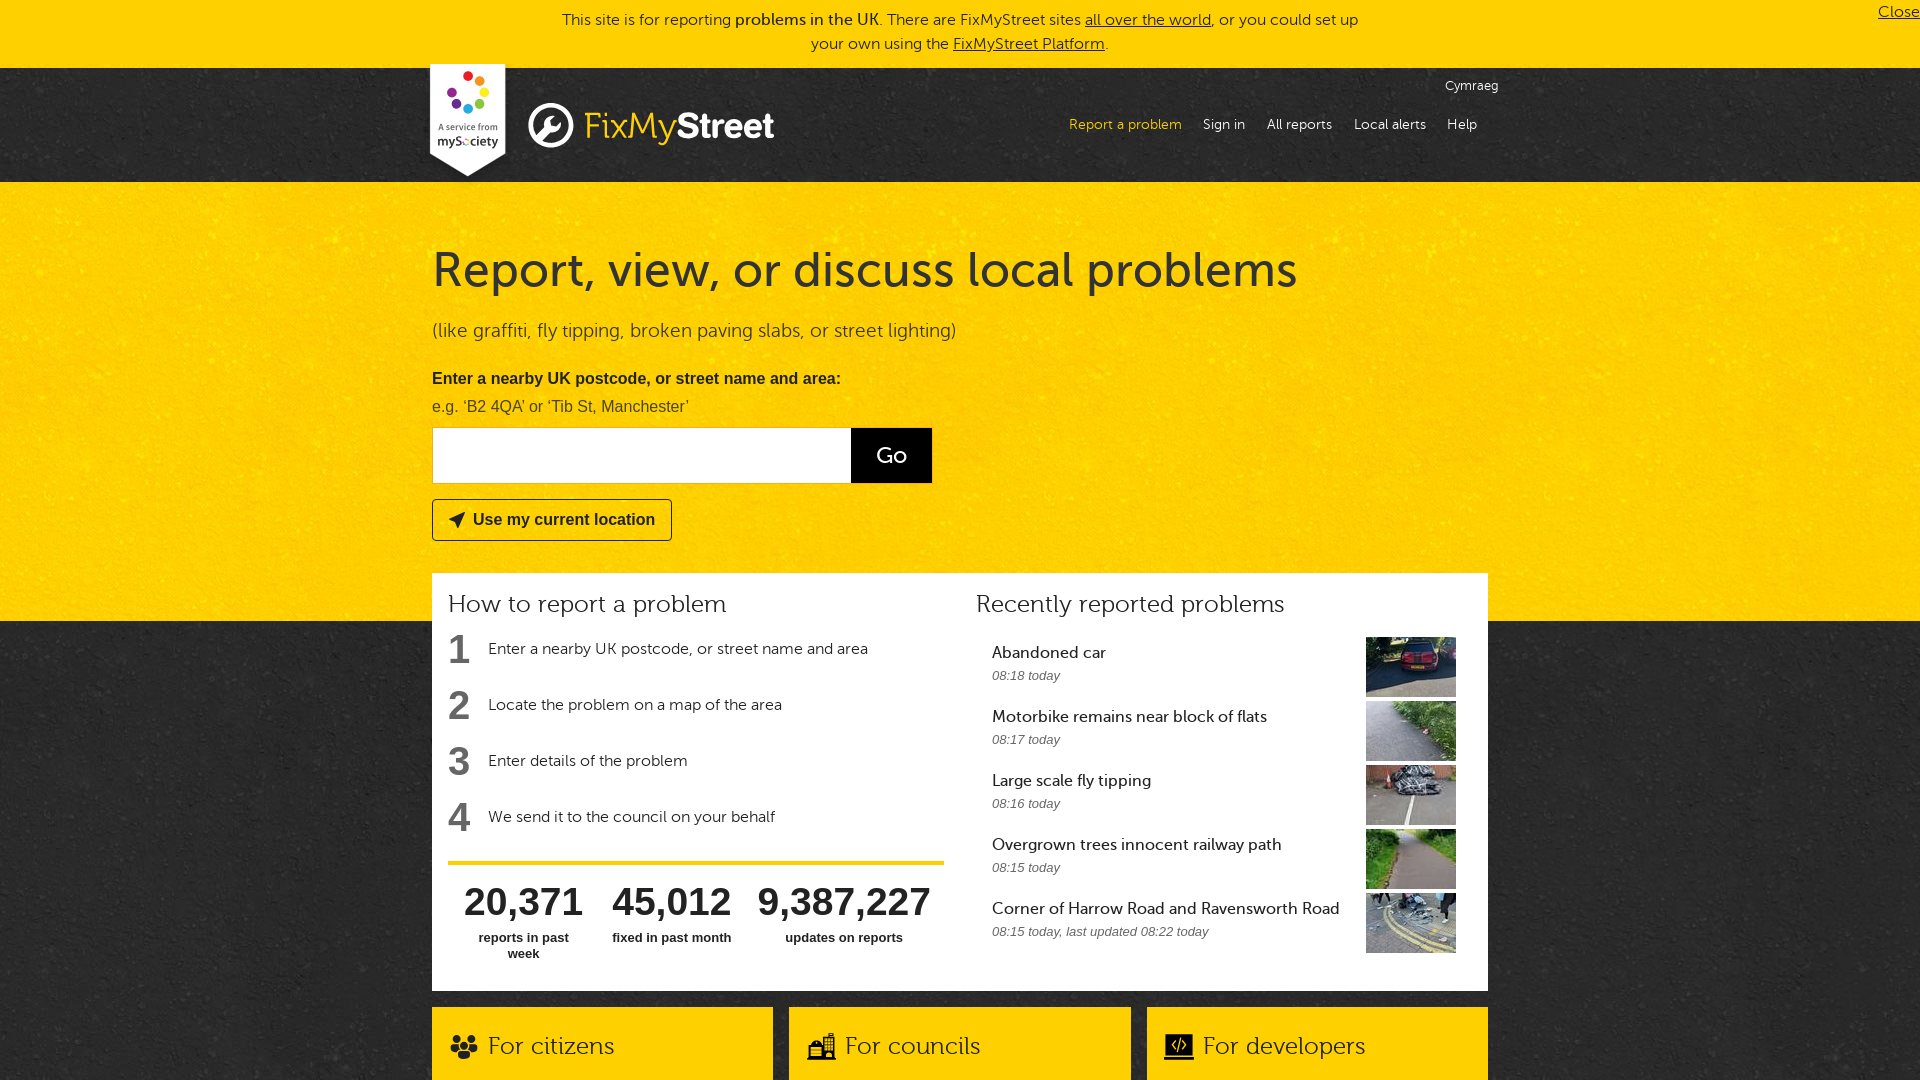 This site is for reporting problems in the UK. There are FixMyStreet sites all over the world, or you could set up
your own using the FixMyStreet Platform.
Close
Cymraeg
A service from
mySociety
FixMyStreet
Report a problem
Sign in
All reports
Local alerts
Help
Report, view, or discuss local problems
(like graffiti, fly tipping, broken paving slabs, or street lighting)
Enter a nearby UK postcode, or street name and area:
e.g. ‘B2 4QA’ or ‘Tib St, Manchester’
Go
Use my current location
How to report a problem
1 Enter a nearby UK postcode, or street name and area
2 Locate the problem on a map of the area
3 Enter details of the problem
4 We send it to the council on your behalf
20,371
reports in past
week
45,012
fixed in past month
9,387,227
updates on reports
Recently reported problems
Abandoned car
08:18 today
Motorbike remains near block of flats
08:17 today
Large scale fly tipping
08:16 today
Overgrown trees innocent railway path
08:15 today
Corner of Harrow Road and Ravensworth Road
08:15 today, last updated 08:22 today
For citizens
For councils
For developers